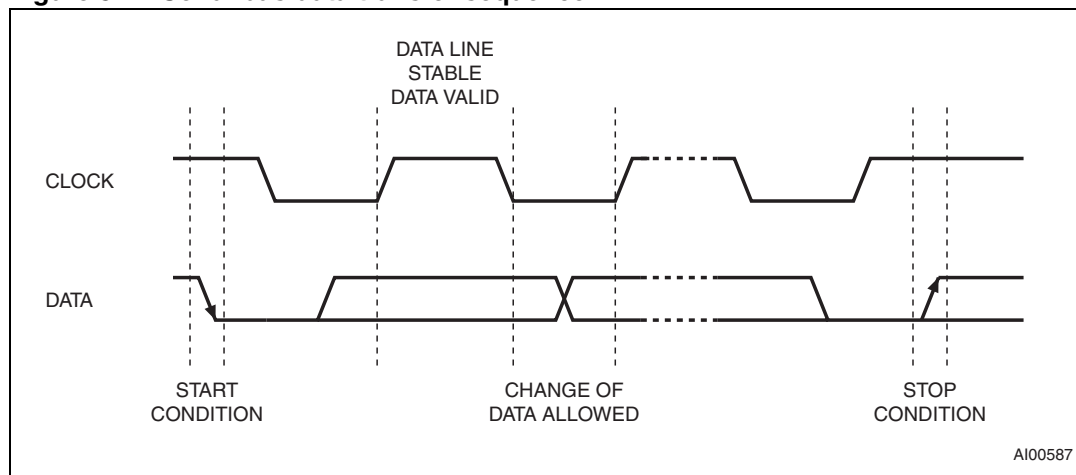 DATA LINE
STABLE
DATA VALID
CLOCK
DATA
START
CONDITION
CHANGE OF
DATA ALLOWED
STOP
CONDITION
AI00587